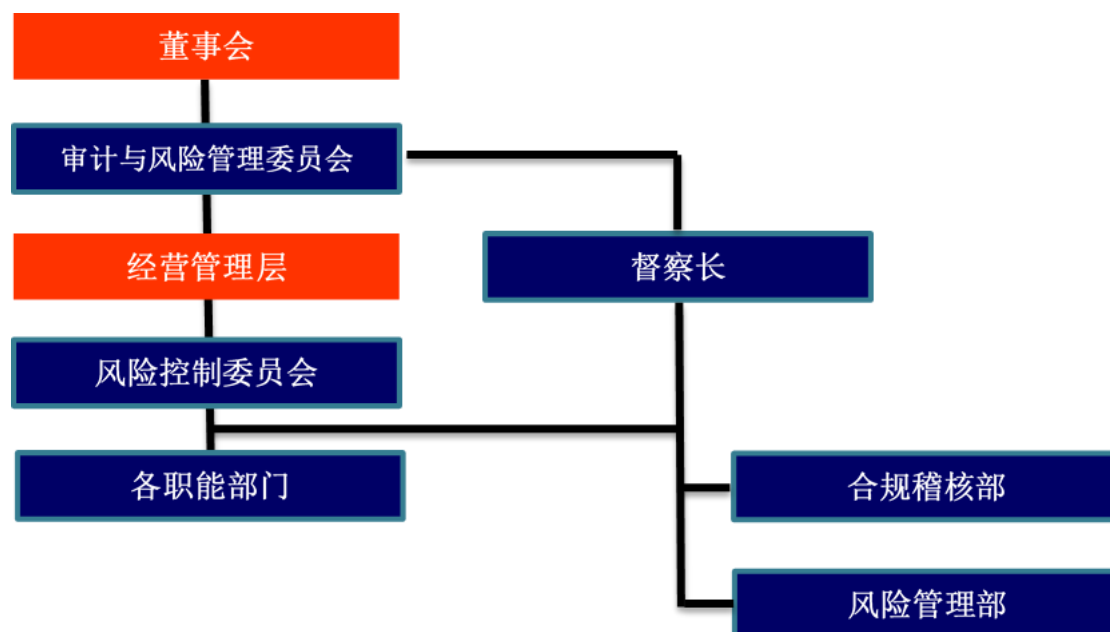 董事会
审计与风险管理委员会
经营管理层
督察长
风险控制委员会
各职能部门
合规稽核部
风险管理部